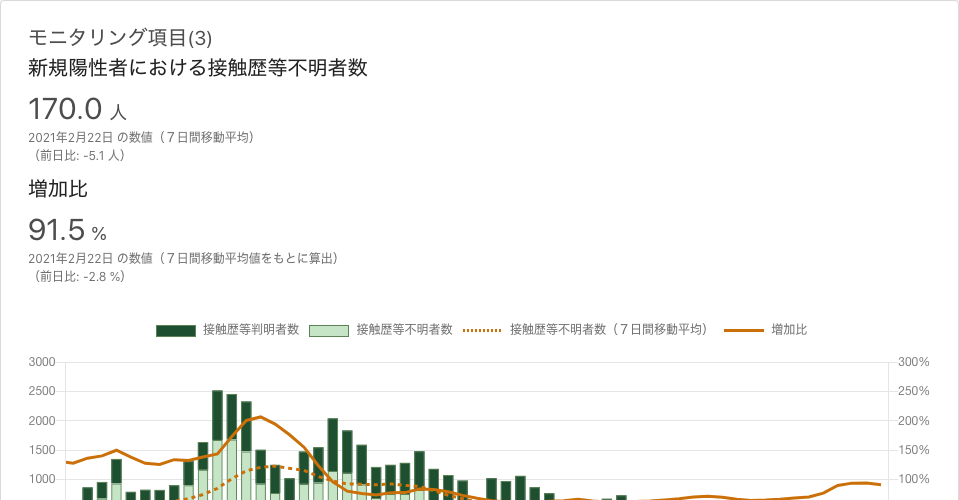 モニタリング項目(3)
新規陽性者における接触歴等不明者数
170.0 人
2021年2月22日 の数値（７日間移動平均）
（前日比: -5.1 人）
増加比
91.5 %
2021年2月22日 の数値（７日間移動平均値をもとに算出）
（前日比: -2.8 %）
接触歴等判明者数 接触歴等不明者数 接触歴等不明者数（７日間移動平均） 増加比
3000 300%
2500 250%
2000 200%
1500 150%
1000 100%